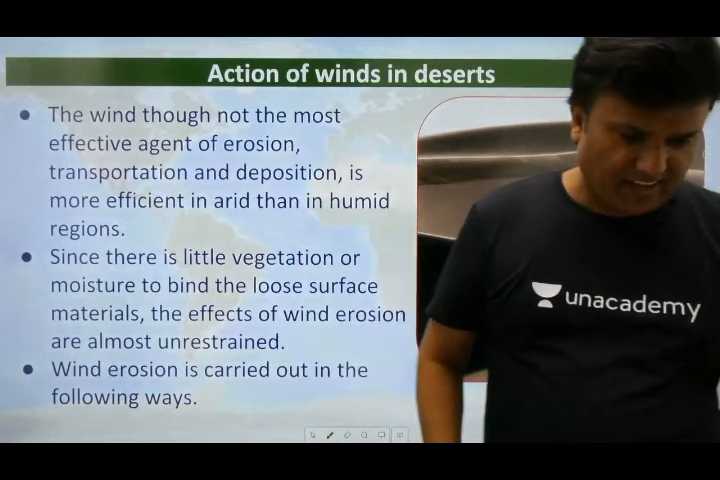 Action of winds in deserts
● The wind though not the most
effective agent of erosion,
transportation and deposition, is
more efficient in arid than in humid
regions.
● Since there is little vegetation or
moisture to bind the loose surface
materials, the effects of wind erosion
are almost unrestrained.
● Wind erosion is carried out in the
following ways.
unacademy